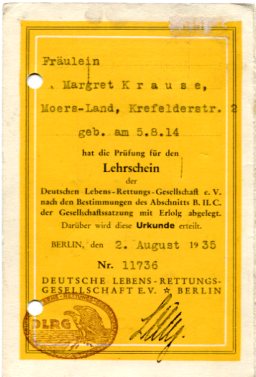 Fräulein
Margret Krause,
Moers-Land, Krefelderstr. 2
geb. am 5.8.14
hat die Prüfung für den
Lehrschein
der
Deutschen Lebens-Rettungs-Gesellschaft e. V.
nach den Bestimmungen des Abschnitts B. II. C.
der Gesellschaftssatzung mit Erfolg abgelegt.
Darüber wird diese Urkunde erteilt.
BERLIN, den 2. August 1935
Nr. 11736
DEUTSCHE LEBENS-RETTUNGS-
GESELLSCHAFT E.V. ☆ BERLIN
DLRG